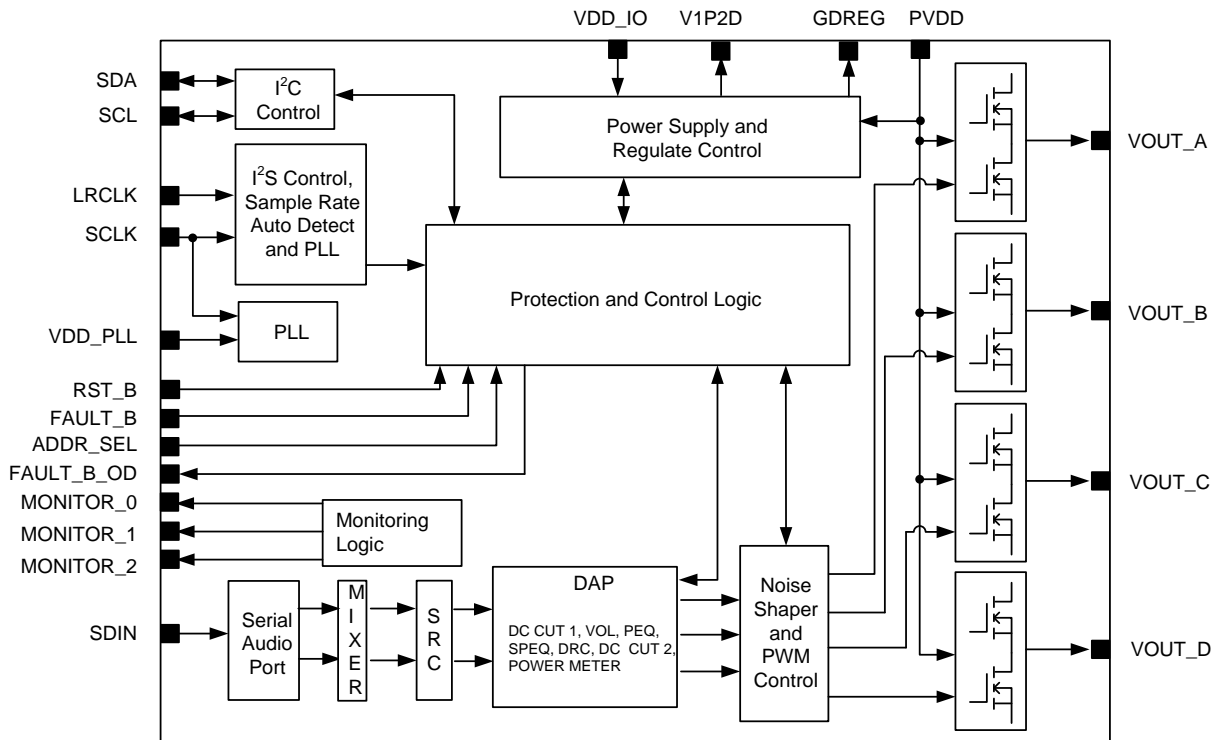 VDD_IO V1P2D GDREG PVDD
SDA
SCL
I²C
Control
Power Supply and
Regulate Control
VOUT_A
LRCLK
SCLK
I²S Control,
Sample Rate
Auto Detect
and PLL
Protection and Control Logic
VDD_PLL
PLL
VOUT_B
RST_B
FAULT_B
ADDR_SEL
FAULT_B_OD
MONITOR_0
MONITOR_1
MONITOR_2
Monitoring
Logic
VOUT_C
SDIN
Serial
Audio
Port
MIXER
SRC
DAP
DC CUT 1, VOL, PEQ,
SPEQ, DRC, DC CUT 2,
POWER METER
Noise
Shaper
and
PWM
Control
VOUT_D